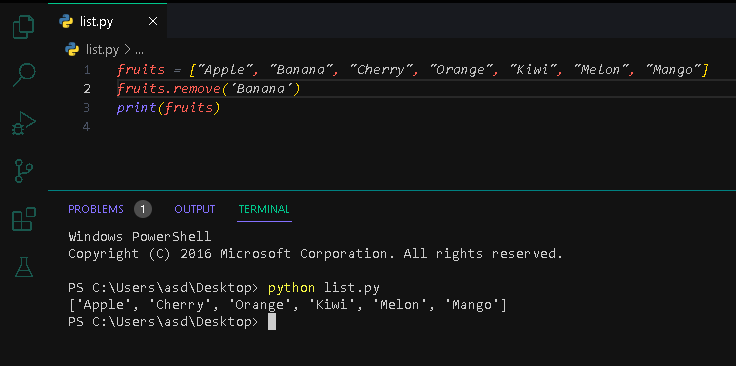 list.py
list.py > ...
1 fruits = ["Apple", "Banana", "Cherry", "Orange", "Kiwi", "Melon", "Mango"]
2 fruits.remove('Banana')
3 print(fruits)
4
PROBLEMS 1 OUTPUT TERMINAL
Windows PowerShell
Copyright (C) 2016 Microsoft Corporation. All rights reserved.
PS C:\Users\asd\Desktop> python list.py
['Apple', 'Cherry', 'Orange', 'Kiwi', 'Melon', 'Mango']
PS C:\Users\asd\Desktop>